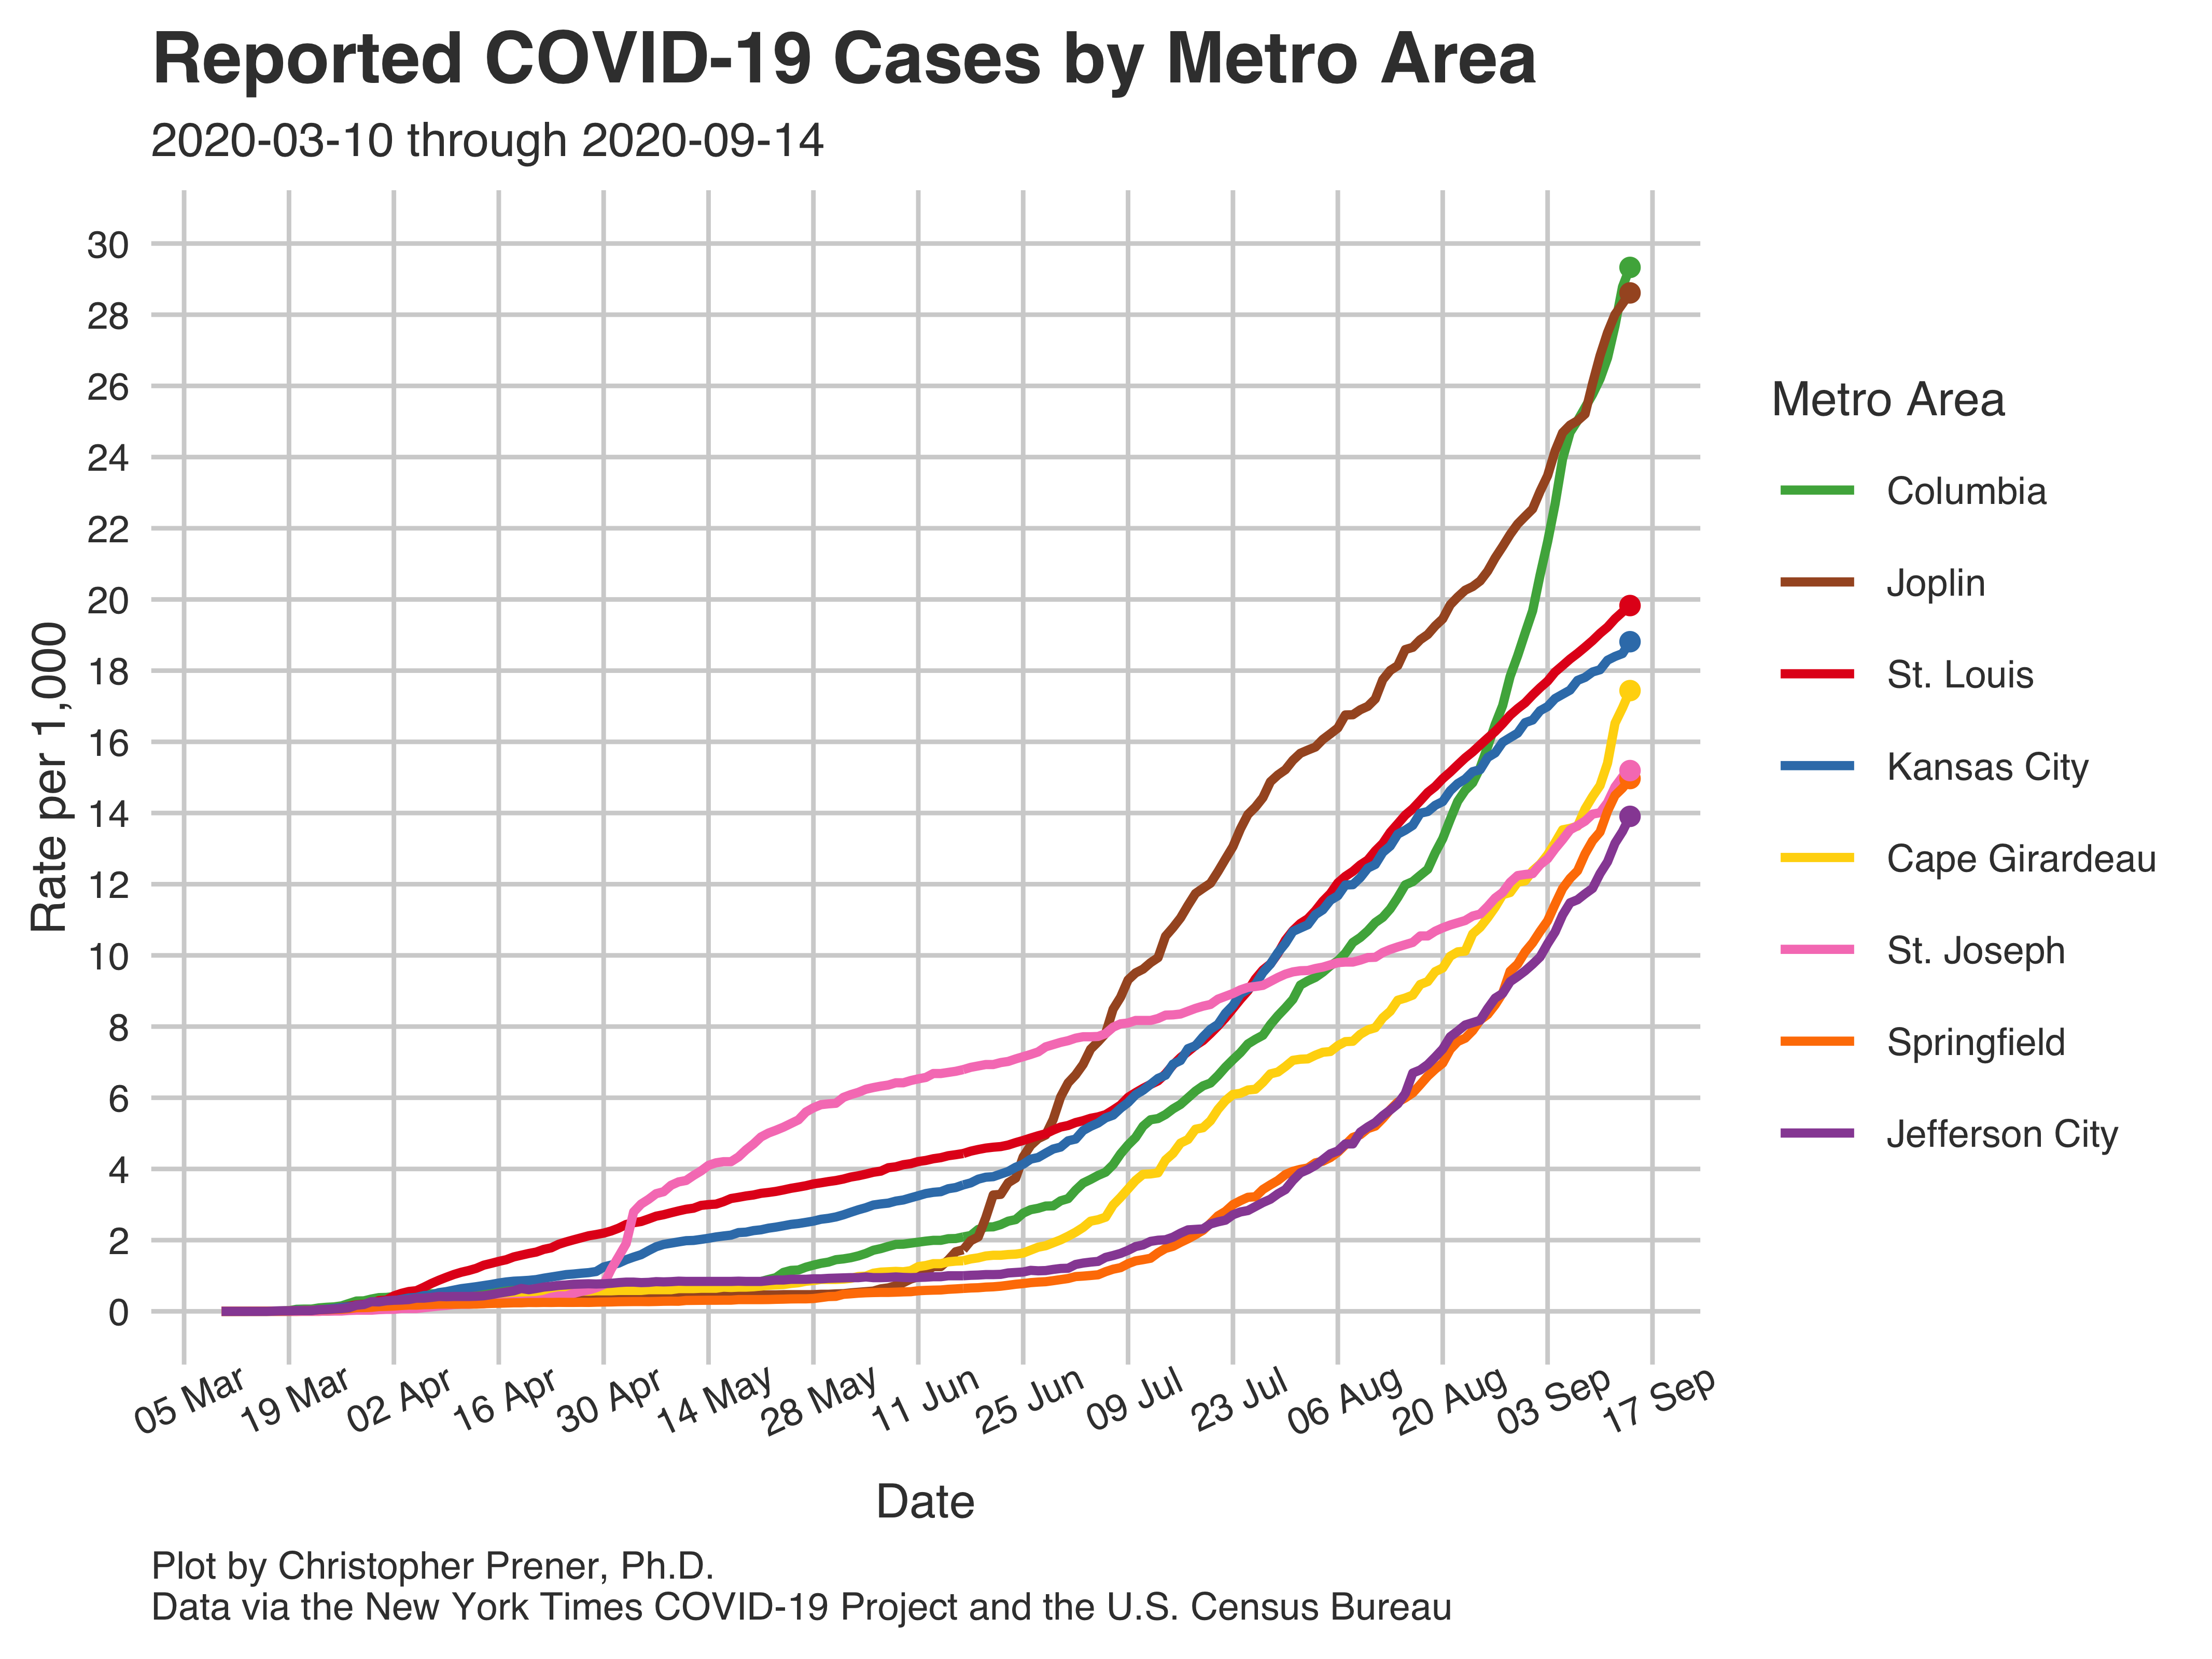 Reported COVID-19 Cases by Metro Area
2020-03-10 through 2020-09-14
30
28
26
24
22
20
18
16
14
12
10
8
6
4
2
0
Rate per 1,000
05 Mar
19 Mar
02 Apr
16 Apr
30 Apr
14 May
28 May
11 Jun
25 Jun
09 Jul
23 Jul
06 Aug
20 Aug
03 Sep
17 Sep
Date
Metro Area
Columbia
Joplin
St. Louis
Kansas City
Cape Girardeau
St. Joseph
Springfield
Jefferson City
Plot by Christopher Prener, Ph.D.
Data via the New York Times COVID-19 Project and the U.S. Census Bureau